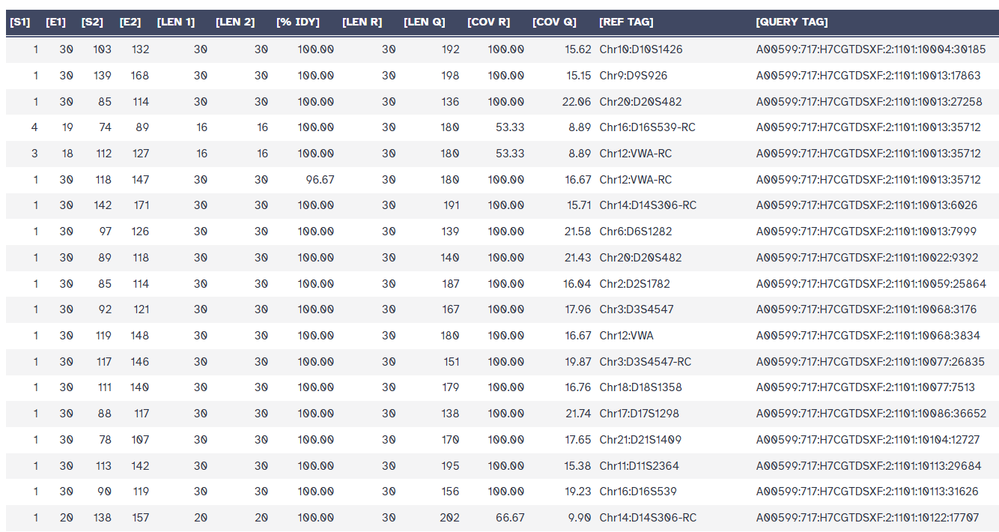 [S1] [E1] [S2] [E2] [LEN 1] [LEN 2] [% IDY] [LEN R] [LEN Q] [COV R] [COV Q] [REF TAG] [QUERY TAG]
1 30 103 132 30 30 100.00 30 192 100.00 15.62 Chr10:D10S1426 A00599:717:H7CGTDSXF:2:1101:10004:30185
1 30 139 168 30 30 100.00 30 198 100.00 15.15 Chr9:D9S926 A00599:717:H7CGTDSXF:2:1101:10013:17863
1 30 85 114 30 30 100.00 30 136 100.00 22.06 Chr20:D20S482 A00599:717:H7CGTDSXF:2:1101:10013:27258
4 19 74 89 16 16 100.00 30 180 53.33 8.89 Chr16:D16S539-RC A00599:717:H7CGTDSXF:2:1101:10013:35712
3 18 112 127 16 16 100.00 30 180 53.33 8.89 Chr12:VWA-RC A00599:717:H7CGTDSXF:2:1101:10013:35712
1 30 118 147 30 30 96.67 30 180 100.00 16.67 Chr12:VWA-RC A00599:717:H7CGTDSXF:2:1101:10013:35712
1 30 142 171 30 30 100.00 30 191 100.00 15.71 Chr14:D14S306-RC A00599:717:H7CGTDSXF:2:1101:10013:6026
1 30 97 126 30 30 100.00 30 139 100.00 21.58 Chr6:D6S1282 A00599:717:H7CGTDSXF:2:1101:10013:7999
1 30 89 118 30 30 100.00 30 140 100.00 21.43 Chr20:D20S482 A00599:717:H7CGTDSXF:2:1101:10022:9392
1 30 85 114 30 30 100.00 30 187 100.00 16.04 Chr2:D2S1782 A00599:717:H7CGTDSXF:2:1101:10059:25864
1 30 92 121 30 30 100.00 30 167 100.00 17.96 Chr3:D3S4547 A00599:717:H7CGTDSXF:2:1101:10068:3176
1 30 119 148 30 30 100.00 30 180 100.00 16.67 Chr12:VWA A00599:717:H7CGTDSXF:2:1101:10068:3834
1 30 117 146 30 30 100.00 30 151 100.00 19.87 Chr3:D3S4547-RC A00599:717:H7CGTDSXF:2:1101:10077:26835
1 30 111 140 30 30 100.00 30 179 100.00 16.76 Chr18:D18S1358 A00599:717:H7CGTDSXF:2:1101:10077:7513
1 30 88 117 30 30 100.00 30 138 100.00 21.74 Chr17:D17S1298 A00599:717:H7CGTDSXF:2:1101:10086:36652
1 30 78 107 30 30 100.00 30 170 100.00 17.65 Chr21:D21S1409 A00599:717:H7CGTDSXF:2:1101:10104:12727
1 30 113 142 30 30 100.00 30 195 100.00 15.38 Chr11:D11S2364 A00599:717:H7CGTDSXF:2:1101:10113:29684
1 30 90 119 30 30 100.00 30 156 100.00 19.23 Chr16:D16S539 A00599:717:H7CGTDSXF:2:1101:10113:31626
1 20 138 157 20 20 100.00 30 202 66.67 9.90 Chr14:D14S306-RC A00599:717:H7CGTDSXF:2:1101:10122:17707